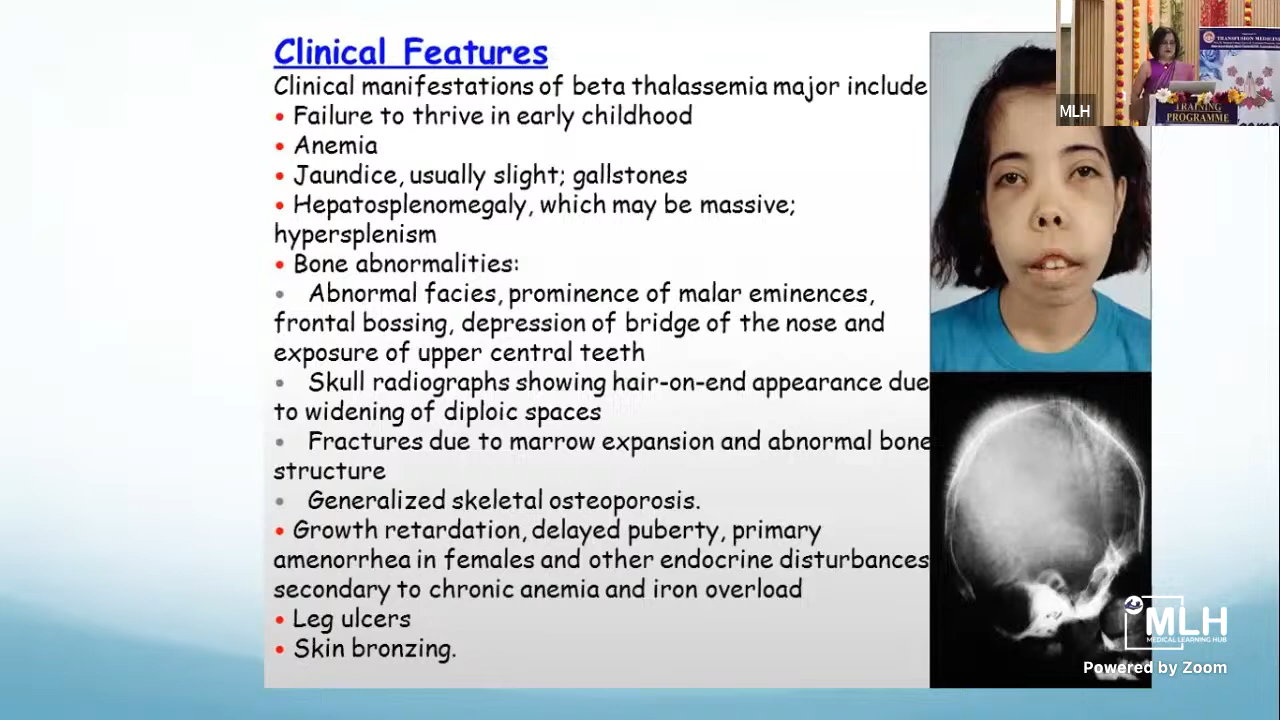 Clinical Features
Clinical manifestations of beta thalassemia major include
• Failure to thrive in early childhood
• Anemia
• Jaundice, usually slight; gallstones
• Hepatosplenomegaly, which may be massive;
hypersplenism
• Bone abnormalities:
• Abnormal facies, prominence of malar eminences,
frontal bossing, depression of bridge of the nose and
exposure of upper central teeth
• Skull radiographs showing hair-on-end appearance due
to widening of diploic spaces
• Fractures due to marrow expansion and abnormal bone
structure
• Generalized skeletal osteoporosis.
• Growth retardation, delayed puberty, primary
amenorrhea in females and other endocrine disturbances
secondary to chronic anemia and iron overload
• Leg ulcers
• Skin bronzing.
TRANSFUSION MEDICINE
TRAINING
PROGRAMME
MLH
MLH
MEDICAL LEARNING HUB
Powered by Zoom